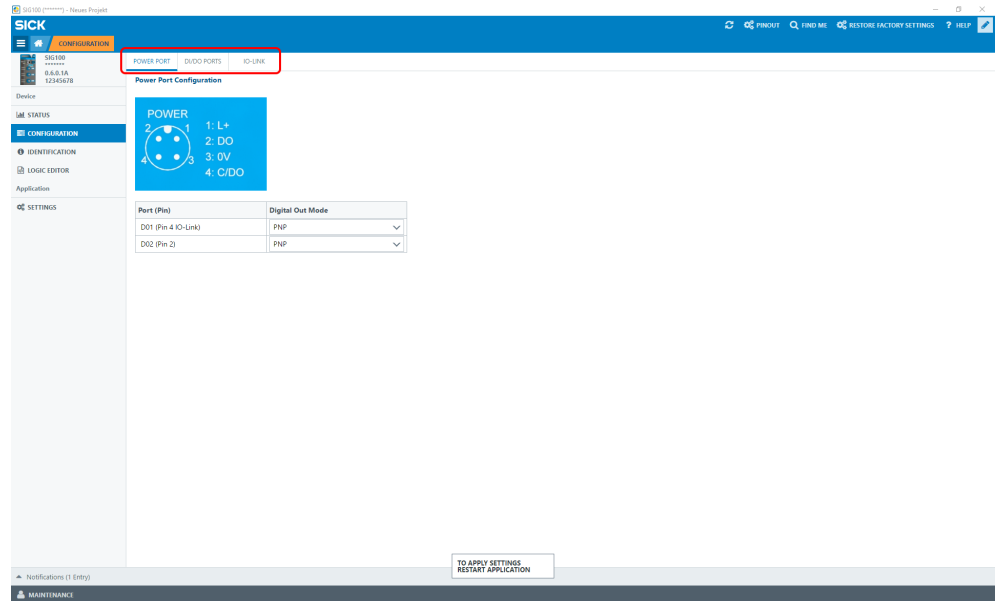 SIG100 (*******) - Neues Projekt
SICK
PINOUT FIND ME RESTORE FACTORY SETTINGS ? HELP
CONFIGURATION
SIG100
*******
0.6.0.1A
12345678
Device
STATUS
CONFIGURATION
IDENTIFICATION
LOGIC EDITOR
Application
SETTINGS
POWER PORT DI/DO PORTS IO-LINK
Power Port Configuration
POWER
2 1 1: L+
2: DO
4 3 3: 0V
4: C/DO
Port (Pin) Digital Out Mode
D01 (Pin 4 IO-Link) PNP
D02 (Pin 2) PNP
TO APPLY SETTINGS
RESTART APPLICATION
Notifications (1 Entry)
MAINTENANCE